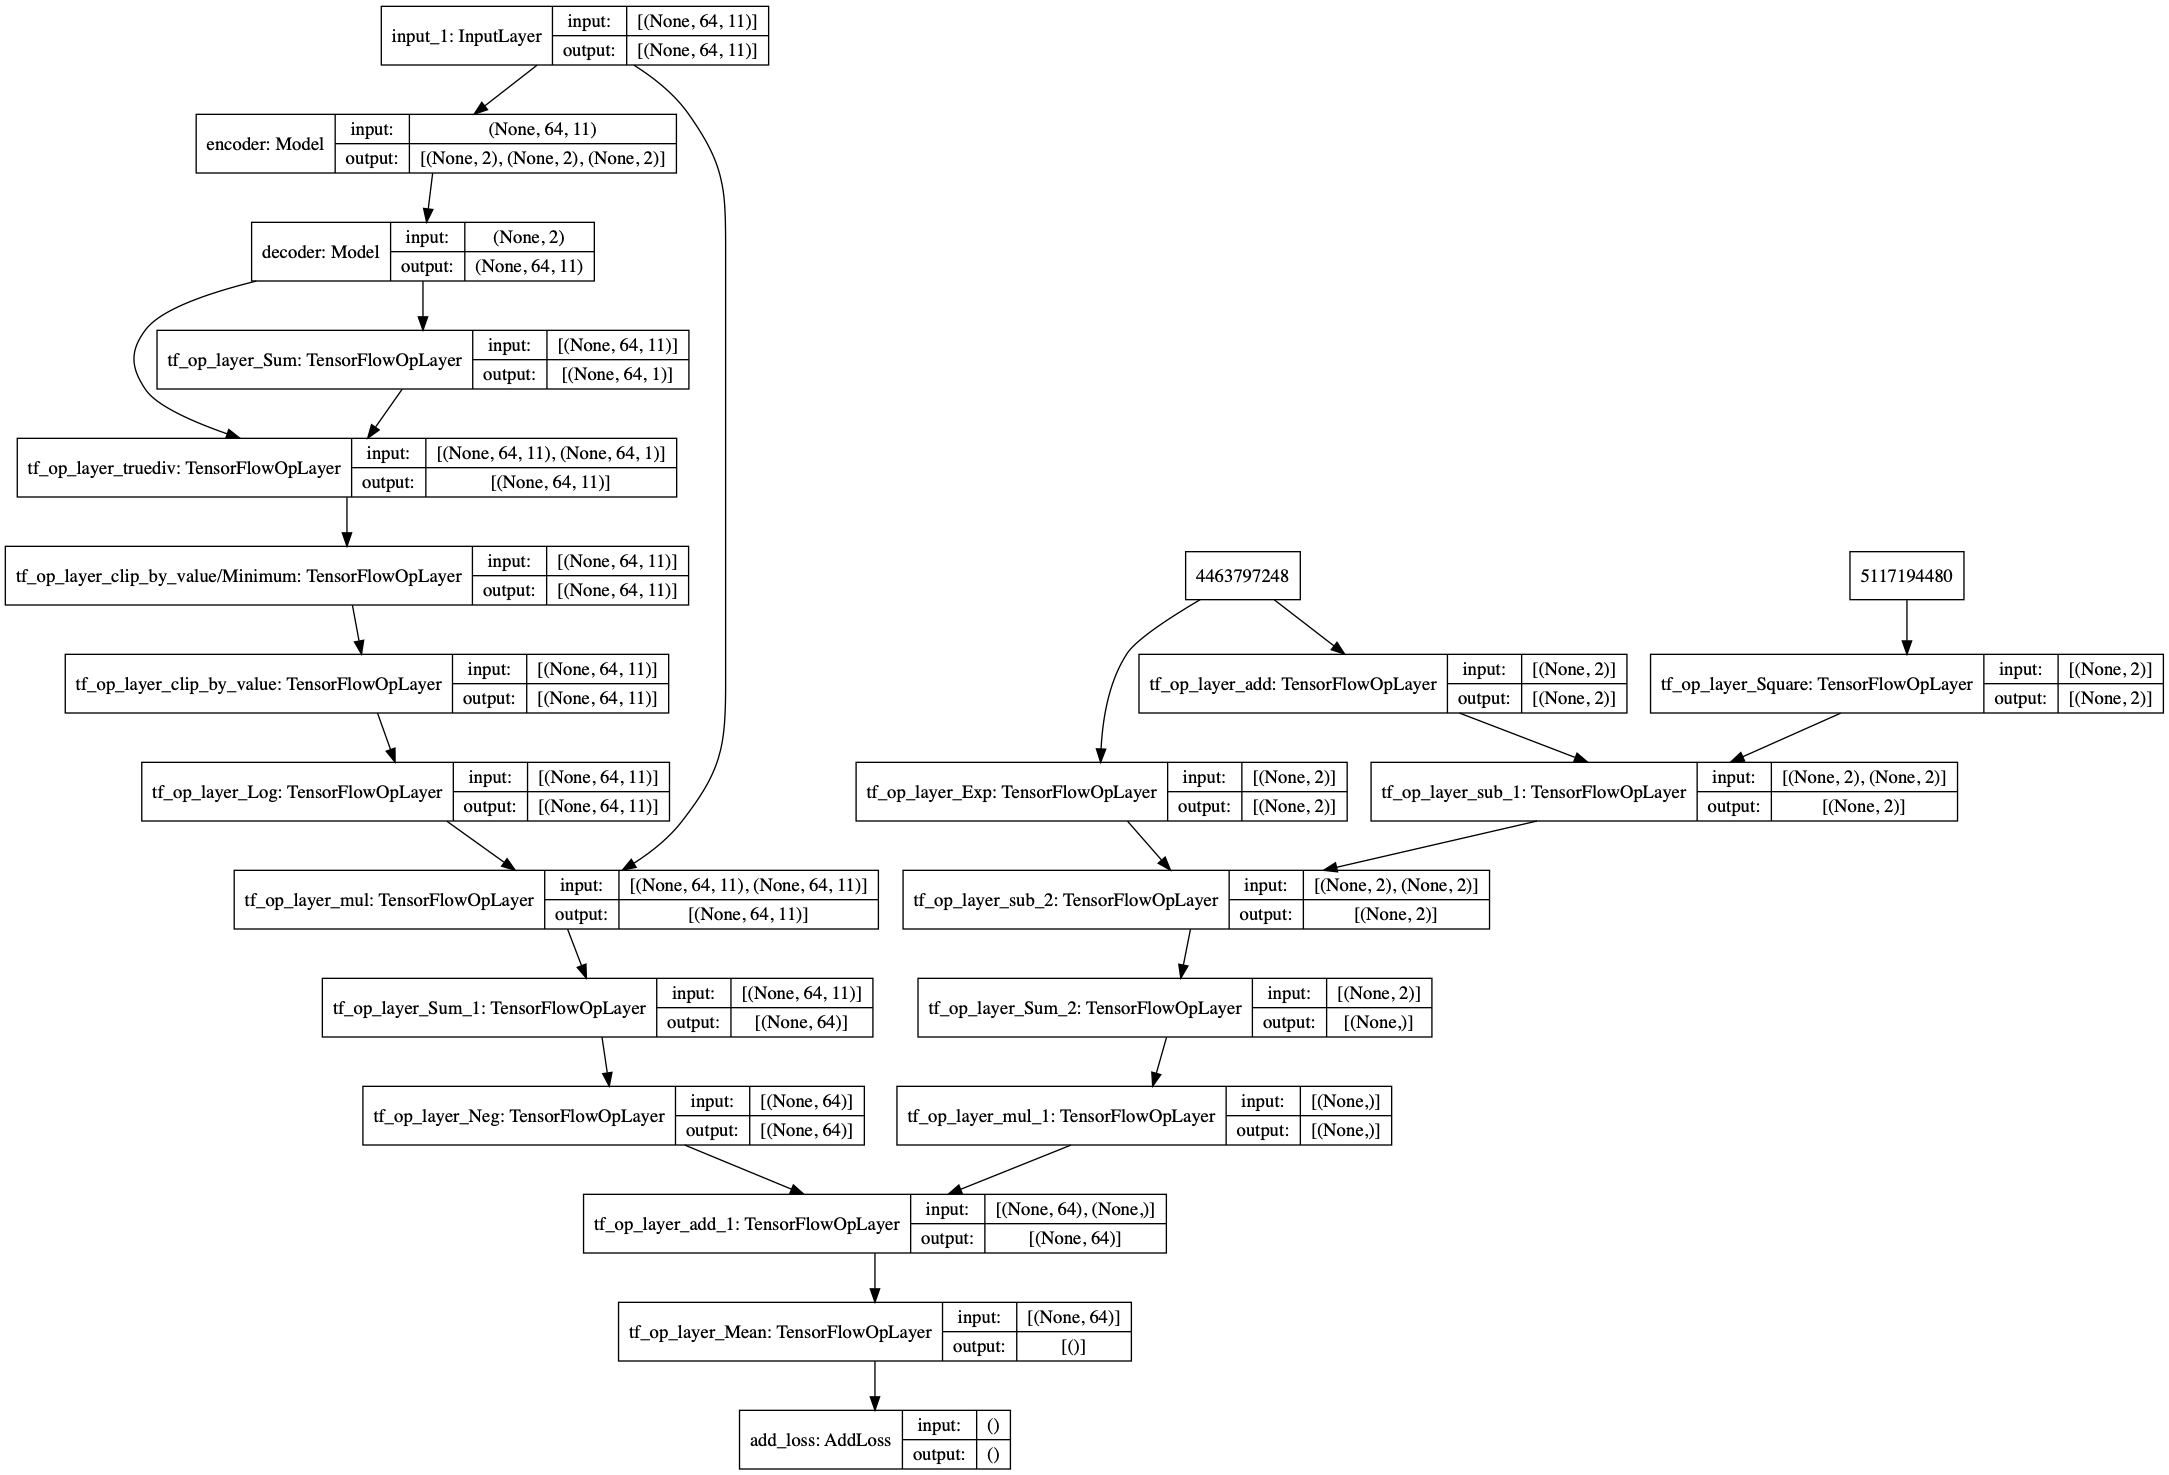 input_1: InputLayer
input: [(None, 64, 11)]
output: [(None, 64, 11)]
encoder: Model
input: (None, 64, 11)
output: [(None, 2), (None, 2), (None, 2)]
decoder: Model
input: (None, 2)
output: (None, 64, 11)
tf_op_layer_Sum: TensorFlowOpLayer
input: [(None, 64, 11)]
output: [(None, 64, 1)]
tf_op_layer_truediv: TensorFlowOpLayer
input: [(None, 64, 11), (None, 64, 1)]
output: [(None, 64, 11)]
tf_op_layer_clip_by_value/Minimum: TensorFlowOpLayer
input: [(None, 64, 11)]
output: [(None, 64, 11)]
4463797248
5117194480
tf_op_layer_clip_by_value: TensorFlowOpLayer
input: [(None, 64, 11)]
output: [(None, 64, 11)]
tf_op_layer_add: TensorFlowOpLayer
input: [(None, 2)]
output: [(None, 2)]
tf_op_layer_Square: TensorFlowOpLayer
input: [(None, 2)]
output: [(None, 2)]
tf_op_layer_Log: TensorFlowOpLayer
input: [(None, 64, 11)]
output: [(None, 64, 11)]
tf_op_layer_Exp: TensorFlowOpLayer
input: [(None, 2)]
output: [(None, 2)]
tf_op_layer_sub_1: TensorFlowOpLayer
input: [(None, 2), (None, 2)]
output: [(None, 2)]
tf_op_layer_mul: TensorFlowOpLayer
input: [(None, 64, 11), (None, 64, 11)]
output: [(None, 64, 11)]
tf_op_layer_sub_2: TensorFlowOpLayer
input: [(None, 2), (None, 2)]
output: [(None, 2)]
tf_op_layer_Sum_1: TensorFlowOpLayer
input: [(None, 64, 11)]
output: [(None, 64)]
tf_op_layer_Sum_2: TensorFlowOpLayer
input: [(None, 2)]
output: [(None,)]
tf_op_layer_Neg: TensorFlowOpLayer
input: [(None, 64)]
output: [(None, 64)]
tf_op_layer_mul_1: TensorFlowOpLayer
input: [(None,)]
output: [(None,)]
tf_op_layer_add_1: TensorFlowOpLayer
input: [(None, 64), (None,)]
output: [(None, 64)]
tf_op_layer_Mean: TensorFlowOpLayer
input: [(None, 64)]
output: [()]
add_loss: AddLoss
input: ()
output: ()